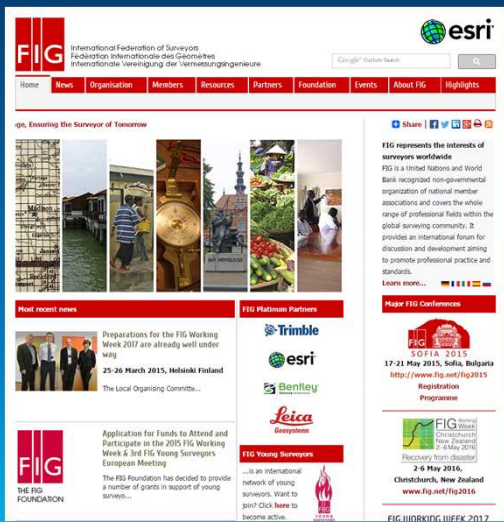 FIG
International Federation of Surveyors
Fédération Internationale des Géomètres
Internationale Vereinigung der Vermessungsingenieure
esri
Google™ Custom Search
Home News Organisation Members Resources Partners Foundation Events About FIG Highlights
ge, Ensuring the Surveyor of Tomorrow
Share
FIG represents the interests of
surveyors worldwide
FIG is a United Nations and World
Bank recognized non-governmental
organization of national member
associations and covers the whole
range of professional fields within the
global surveying community. It
provides an international forum for
discussion and development aiming
to promote professional practice and
standards.
Learn more...
Most recent news
Preparations for the FIG Working
Week 2017 are already well under
way
25-26 March 2015, Helsinki Finland
The Local Organising Committe...
Application for Funds to Attend and
Participate in the 2015 FIG Working
Week & 3rd FIG Young Surveyors
European Meeting
The FIG Foundation has decided to provide
a number of grants in support of young
surveyo...
FIG
THE FIG
FOUNDATION
FIG Platinum Partners
Trimble
esri
Bentley
Leica
Geosystems
FIG Young Surveyors
...is an international
network of young
surveyors. Want to
join? Click here to
become active.
Major FIG Conferences
FIG
SOFIA 2015
17-21 May 2015, Sofia, Bulgaria
http://www.fig.net/fig2015
Registration
Programme
FIG Working
Week
Christchurch
New Zealand
2-6 May 2016
Recovery from disaster
2-6 May 2016,
Christchurch, New Zealand
www.fig.net/fig2016
FIG WORKING WEEK 2017